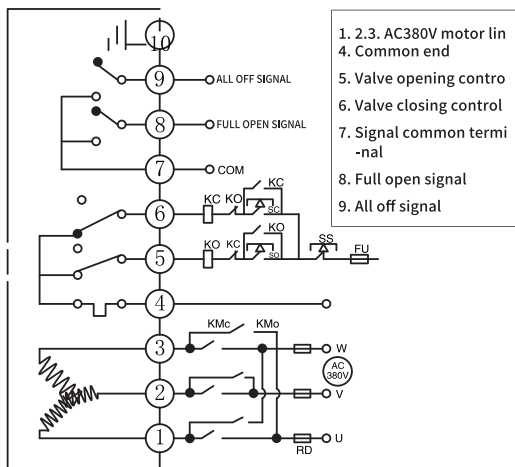 10
9 ALL OFF SIGNAL
8 FULL OPEN SIGNAL
7 COM
KC
6 KC KO SC
KO SS
5 KO KC SO FU
4
KMc KMo
3 W
AC
380V
2 V
1 RD U
1. 2.3. AC380V motor lin
4. Common end
5. Valve opening contro
6. Valve closing control
7. Signal common termi
-nal
8. Full open signal
9. All off signal